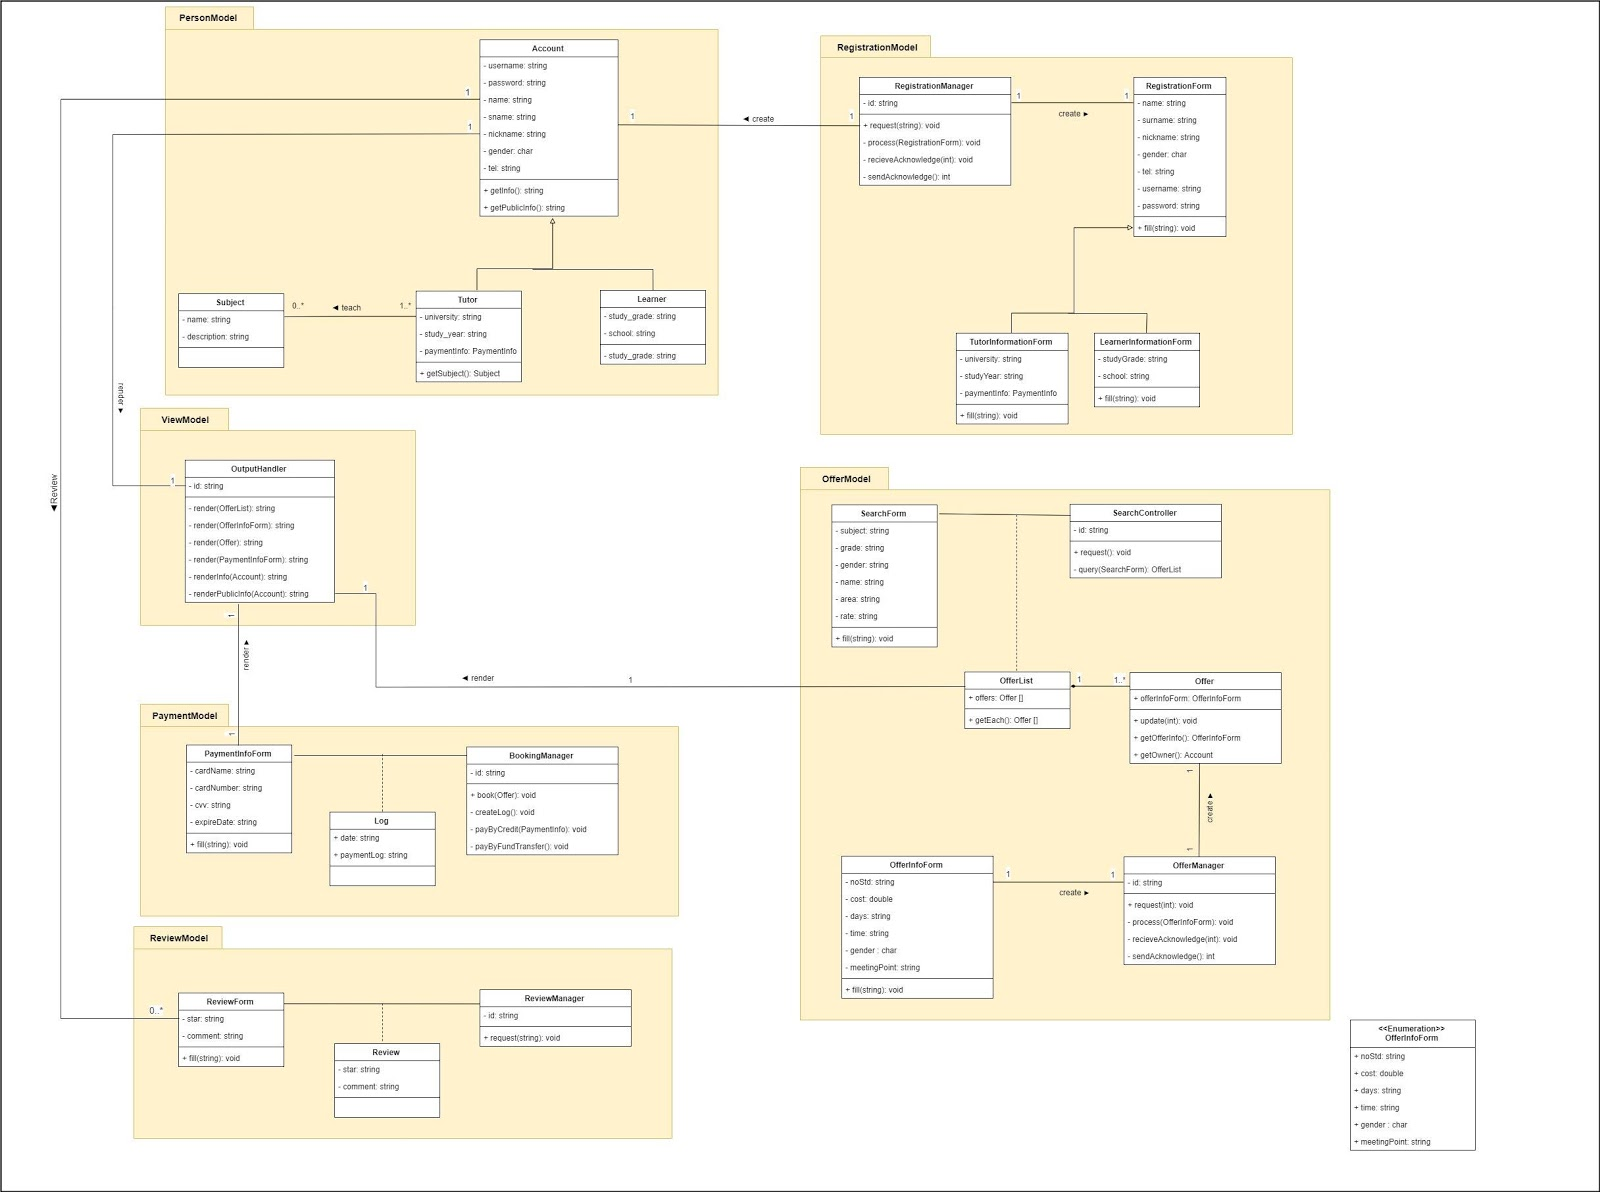 PersonModel
Account
- username: string
- password: string
- name: string
- sname: string
- nickname: string
- gender: char
- tel: string
+ getInfo(): string
+ getPublicInfo(): string
1
1
1
◄ create
1
Subject
- name: string
- description: string
0..*
◄ teach
1..*
Tutor
- university: string
- study_year: string
- paymentInfo: PaymentInfo
+ getSubject(): Subject
Learner
- study_grade: string
- school: string
- study_grade: string
RegistrationModel
RegistrationManager
- id: string
+ request(string): void
- process(RegistrationForm): void
- recieveAcknowledge(int): void
- sendAcknowledge(): int
1
create ►
1
RegistrationForm
- name: string
- surname: string
- nickname: string
- gender: char
- tel: string
- username: string
- password: string
+ fill(string): void
TutorInformationForm
- university: string
- studyYear: string
- paymentInfo: PaymentInfo
+ fill(string): void
LearnerInformationForm
- studyGrade: string
- school: string
+ fill(string): void
render ►
◄Review
ViewModel
OutputHandler
- id: string
- render(OfferList): string
- render(OfferInfoForm): string
- render(Offer): string
- render(PaymentInfoForm): string
- renderInfo(Account): string
- renderPublicInfo(Account): string
1
1
1
render ►
1
◄ render
1
OfferModel
SearchForm
- subject: string
- grade: string
- gender: string
- name: string
- area: string
- rate: string
+ fill(string): void
SearchController
- id: string
+ request(): void
- query(SearchForm): OfferList
OfferList
+ offers: Offer []
+ getEach(): Offer []
1
1..*
Offer
+ offerInfoForm: OfferInfoForm
+ update(int): void
+ getOfferInfo(): OfferInfoForm
+ getOwner(): Account
1
create ►
1
OfferInfoForm
- noStd: string
- cost: double
- days: string
- time: string
- gender : char
- meetingPoint: string
+ fill(string): void
1
create ►
1
OfferManager
- id: string
+ request(int): void
- process(OfferInfoForm): void
- recieveAcknowledge(int): void
- sendAcknowledge(): int
PaymentModel
PaymentInfoForm
- cardName: string
- cardNumber: string
- cvv: string
- expireDate: string
+ fill(string): void
Log
+ date: string
+ paymentLog: string
BookingManager
- id: string
+ book(Offer): void
- createLog(): void
- payByCredit(PaymentInfo): void
- payByFundTransfer(): void
ReviewModel
0..*
ReviewForm
- star: string
- comment: string
+ fill(string): void
Review
- star: string
- comment: string
ReviewManager
- id: string
+ request(string): void
<<Enumeration>>
OfferInfoForm
+ noStd: string
+ cost: double
+ days: string
+ time: string
+ gender : char
+ meetingPoint: string